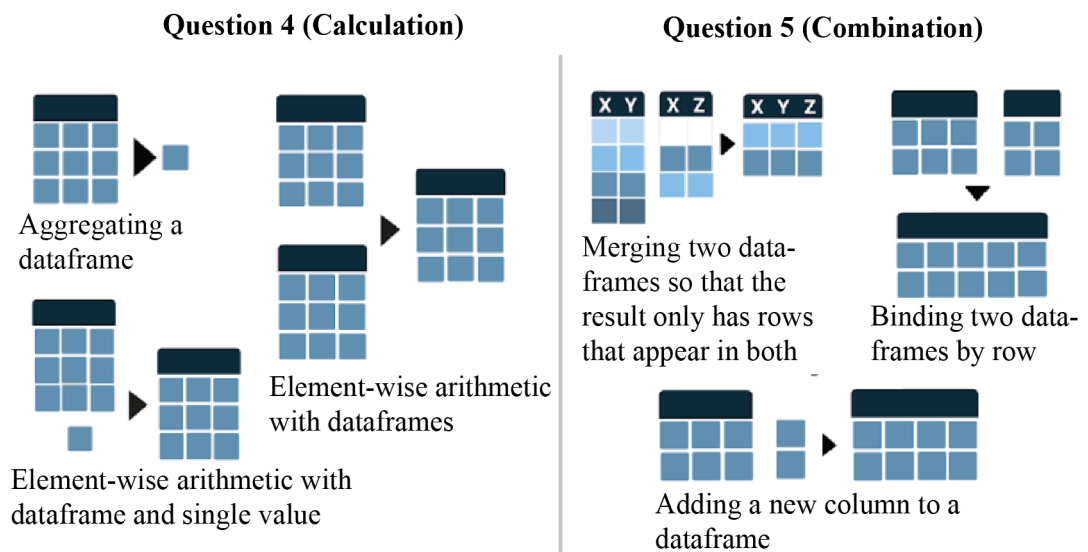 Question 4 (Calculation)
Aggregating a
dataframe
Element-wise arithmetic
with dataframes
Element-wise arithmetic with
dataframe and single value
Question 5 (Combination)
X Y
X Z
X Y Z
Merging two data-
frames so that the
result only has rows
that appear in both
Binding two data-
frames by row
Adding a new column to a
dataframe